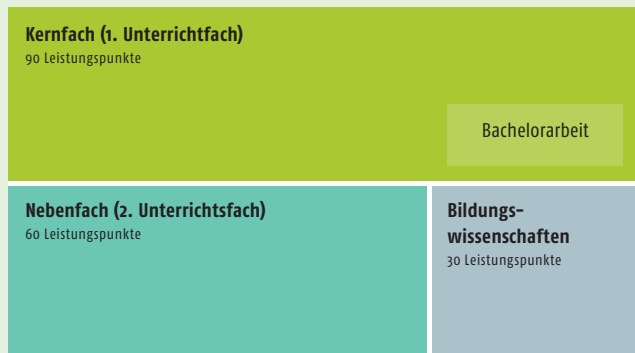 Kernfach (1. Unterrichtfach)
90 Leistungspunkte
Bachelorarbeit
Nebenfach (2. Unterrichtsfach)
60 Leistungspunkte
Bildungs-
wissenschaften
30 Leistungspunkte